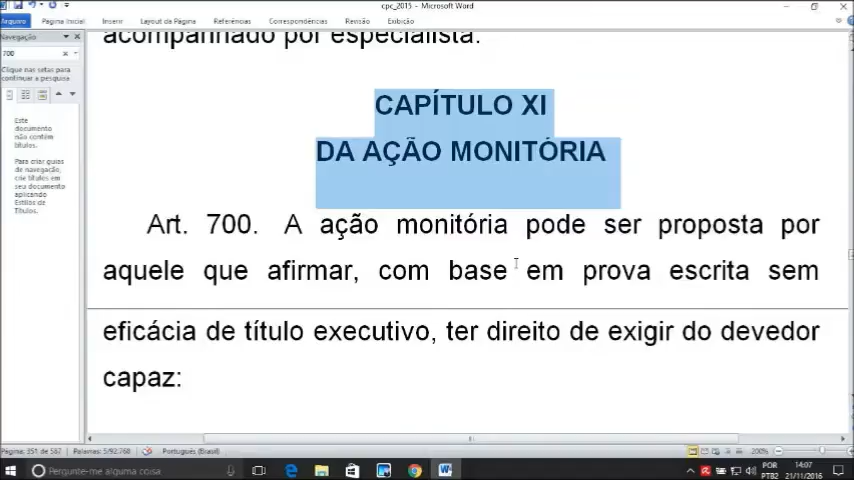 cpc_2015 - Microsoft Word
Arquivo Página Inicial Inserir Layout da Página Referências Correspondências Revisão Exibição
Navegação
700
Clique nas setas para
continuar a pesquisa
Este
documento
não contém
títulos.
Para criar guias
de navegação,
crie títulos em
seu documento
aplicando
Estilos de
Títulos.
acompanhado por especialista.
CAPÍTULO XI
DA AÇÃO MONITÓRIA
Art. 700. A ação monitória pode ser proposta por
aquele que afirmar, com base em prova escrita sem
eficácia de título executivo, ter direito de exigir do devedor
capaz:
Página: 351 de 587 Palavras: 5/92.768 Português (Brasil) 200%
Pergunte-me alguma coisa
POR
PTB2
14:07
21/11/2016